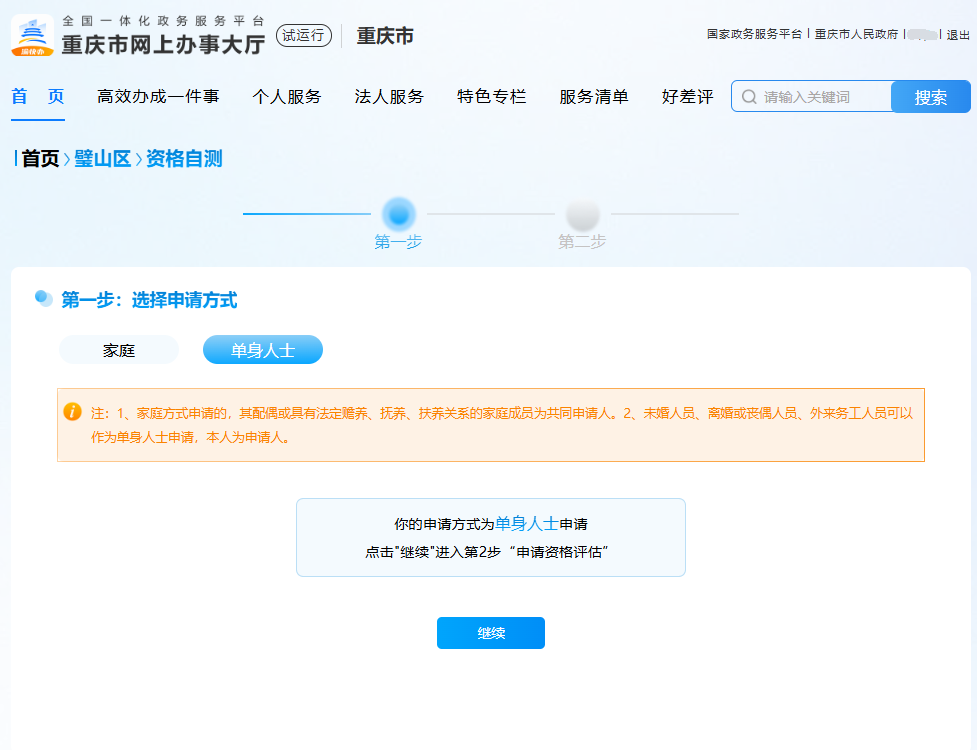 全国一体化政务服务平台
重庆市网上办事大厅
试运行
重庆市
国家政务服务平台 | 重庆市人民政府 | | 退出
渝快办
首 页 高效办成一件事 个人服务 法人服务 特色专栏 服务清单 好差评 请输入关键词 搜索
首页 > 璧山区 > 资格自测
第一步 第二步
第一步：选择申请方式
家庭 单身人士
注：1、家庭方式申请的，其配偶或具有法定赡养、抚养、扶养关系的家庭成员为共同申请人。2、未婚人员、离婚或丧偶人员、外来务工人员可以
作为单身人士申请，本人为申请人。
你的申请方式为单身人士申请
点击"继续"进入第2步“申请资格评估”
继续